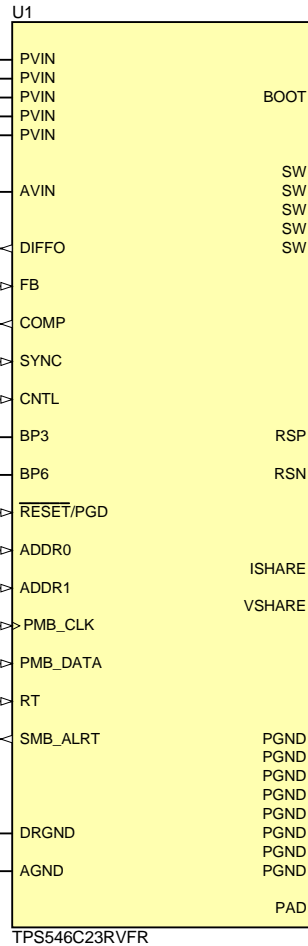 U1
PVIN
PVIN
PVIN BOOT
PVIN
PVIN
SW
AVIN SW
SW
SW
DIFFO SW
FB
COMP
SYNC
CNTL
BP3 RSP
BP6 RSN
RESET/PGD
ADDR0
ISHARE
ADDR1
VSHARE
PMB_CLK
PMB_DATA
RT
SMB_ALRT PGND
PGND
PGND
PGND
PGND
DRGND PGND
PGND
AGND PGND
PAD
TPS546C23RVFR